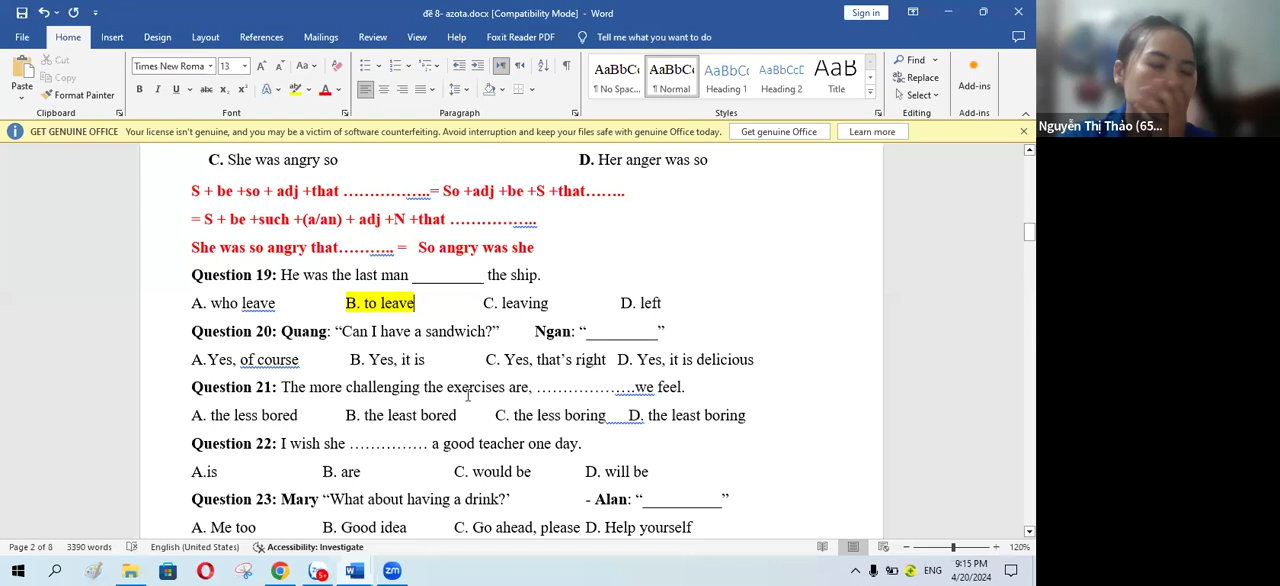 đề 8- azota.docx [Compatibility Mode] - Word
Sign in
File Home Insert Design Layout References Mailings Review View Help Foxit Reader PDF Tell me what you want to do
Paste
Cut
Copy
Format Painter
Clipboard
Times New Roma 13
Font
Paragraph
AaBbCc AaBbCc AaBbCc AaBbCcD AaB
¶ No Spac... ¶ Normal Heading 1 Heading 2 Title
Styles
Find
Replace
Select
Editing
Add-ins
Add-ins
GET GENUINE OFFICE Your license isn't genuine, and you may be a victim of software counterfeiting. Avoid interruption and keep your files safe with genuine Office today. Get genuine Office Learn more
Nguyễn Thị Thảo (65...
C. She was angry so D. Her anger was so
S + be +so + adj +that ……………..= So +adj +be +S +that……..
= S + be +such +(a/an) + adj +N +that ……………..
She was so angry that……….. = So angry was she
Question 19: He was the last man __________ the ship.
A. who leave B. to leave C. leaving D. left
Question 20: Quang: “Can I have a sandwich?” Ngan: “__________”
A.Yes, of course B. Yes, it is C. Yes, that’s right D. Yes, it is delicious
Question 21: The more challenging the exercises are, ………………….we feel.
A. the less bored B. the least bored C. the less boring D. the least boring
Question 22: I wish she …………… a good teacher one day.
A.is B. are C. would be D. will be
Question 23: Mary “What about having a drink?’ - Alan: “___________”
A. Me too B. Good idea C. Go ahead, please D. Help yourself
Page 2 of 8 3390 words English (United States) Accessibility: Investigate 120%
ENG
9:15 PM
4/20/2024